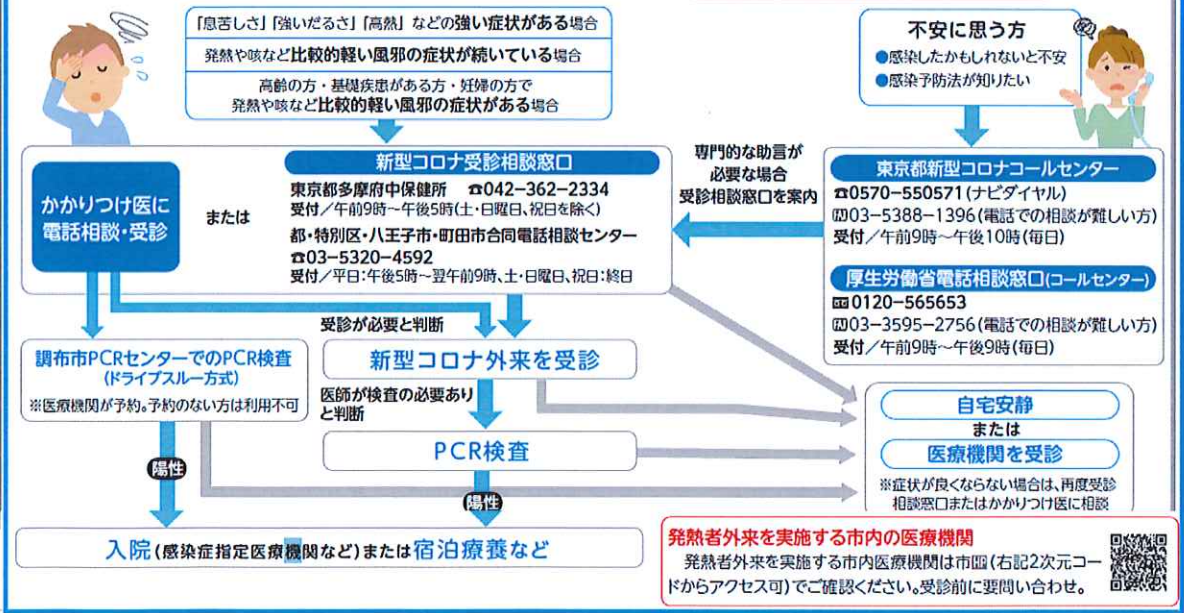 「息苦しさ」「強いだるさ」「高熱」などの強い症状がある場合
発熱や咳など比較的軽い風邪の症状が続いている場合
高齢の方・基礎疾患がある方・妊婦の方で
発熱や咳など比較的軽い風邪の症状がある場合
不安に思う方
●感染したかもしれないと不安
●感染予防法が知りたい
かかりつけ医に
電話相談・受診
または
新型コロナ受診相談窓口
東京都多摩府中保健所 ☎042-362-2334
受付/午前9時~午後5時(土・日曜日、祝日を除く)
都・特別区・八王子市・町田市合同電話相談センター
☎03-5320-4592
受付/平日:午後5時~翌午前9時、土・日曜日、祝日:終日
専門的な助言が
必要な場合
受診相談窓口を案内
東京都新型コロナコールセンター
☎0570-550571(ナビダイヤル)
FAX03-5388-1396(電話での相談が難しい方)
受付/午前9時~午後10時(毎日)
厚生労働省電話相談窓口(コールセンター)
0120-565653
FAX03-3595-2756(電話での相談が難しい方)
受付/午前9時~午後9時(毎日)
受診が必要と判断
調布市PCRセンターでのPCR検査
(ドライブスルー方式)
※医療機関が予約。予約のない方は利用不可
新型コロナ外来を受診
医師が検査の必要あり
と判断
PCR検査
陽性
陽性
自宅安静
または
医療機関を受診
※症状が良くならない場合は、再度受診
相談窓口またはかかりつけ医に相談
入院(感染症指定医療機関など)または宿泊療養など
発熱者外来を実施する市内の医療機関
発熱者外来を実施する市内医療機関は市HP(右記2次元コー
ドからアクセス可)でご確認ください。受診前に要問い合わせ。